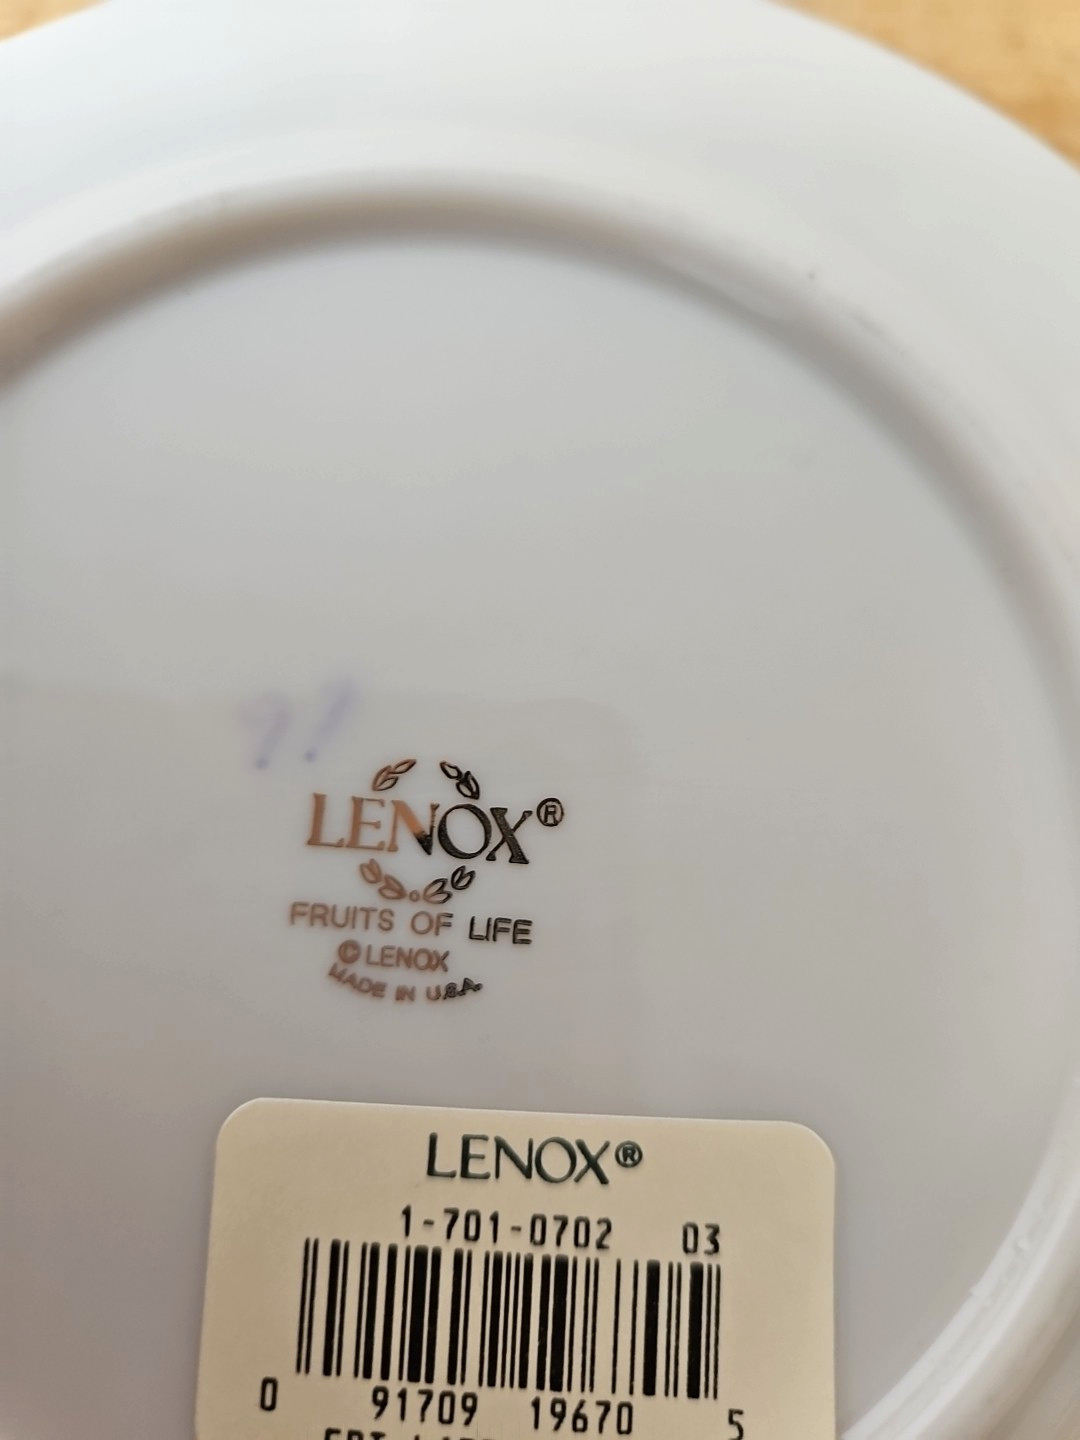 LENOX®
FRUITS OF LIFE
© LENOX
MADE IN U.S.A.
LENOX®
1-701-0702 03
0 91709 19670 5